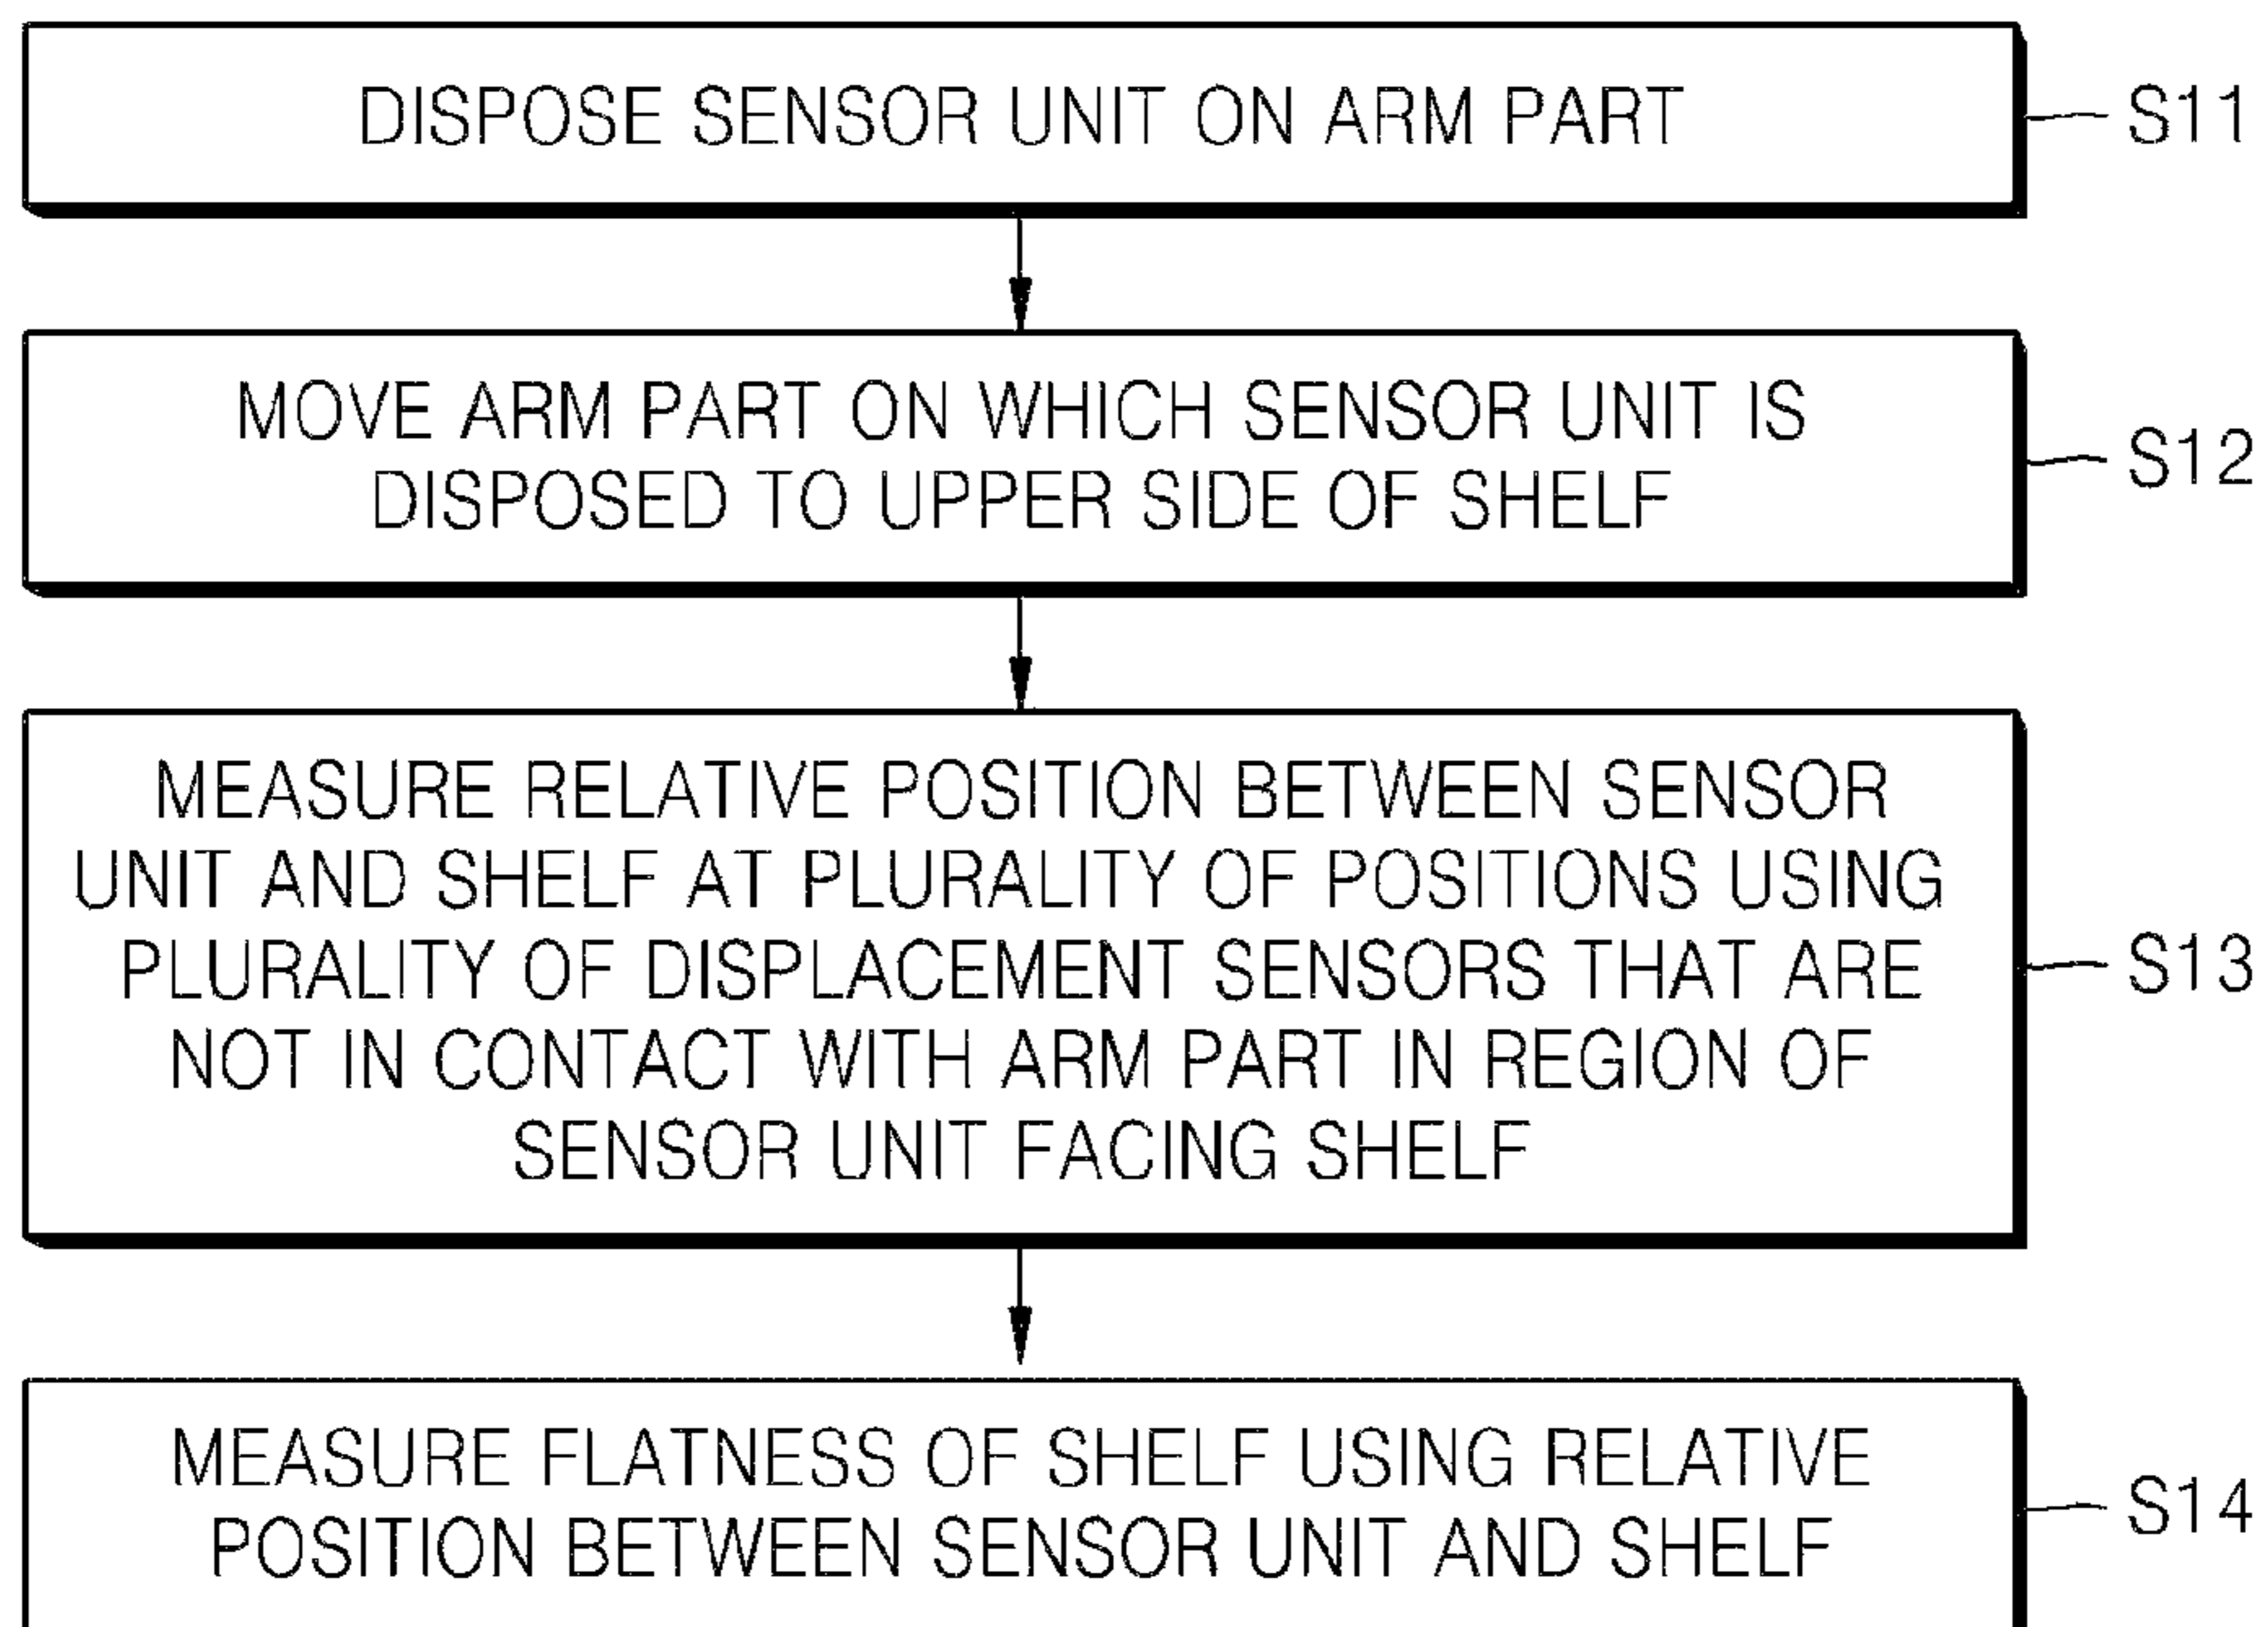 DISPOSE SENSOR UNIT ON ARM PART
S11
MOVE ARM PART ON WHICH SENSOR UNIT IS
DISPOSED TO UPPER SIDE OF SHELF
S12
MEASURE RELATIVE POSITION BETWEEN SENSOR
UNIT AND SHELF AT PLURALITY OF POSITIONS USING
PLURALITY OF DISPLACEMENT SENSORS THAT ARE
NOT IN CONTACT WITH ARM PART IN REGION OF
SENSOR UNIT FACING SHELF
S13
MEASURE FLATNESS OF SHELF USING RELATIVE
POSITION BETWEEN SENSOR UNIT AND SHELF
S14